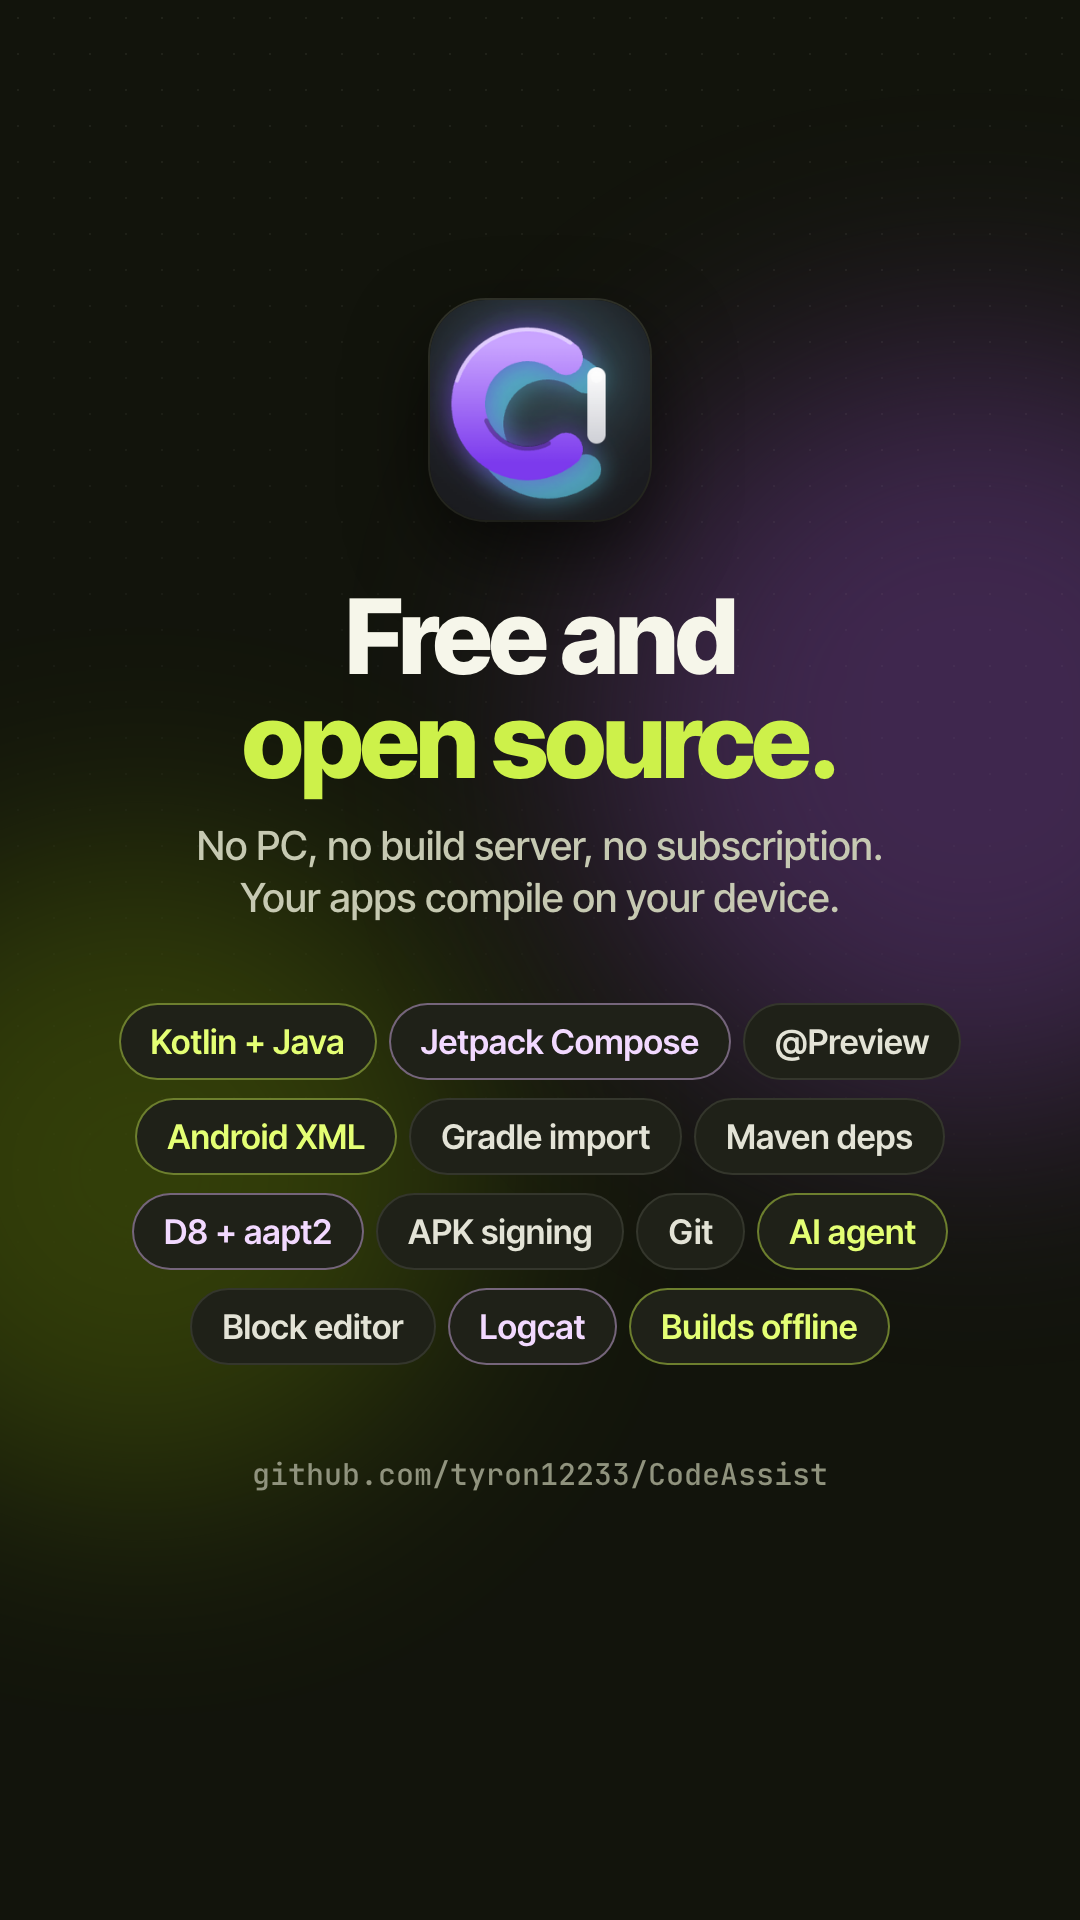 Free and
open source.
No PC, no build server, no subscription.
Your apps compile on your device.
Kotlin + Java Jetpack Compose @Preview
Android XML Gradle import Maven deps
D8 + aapt2 APK signing Git AI agent
Block editor Logcat Builds offline
github.com/tyron12233/CodeAssist